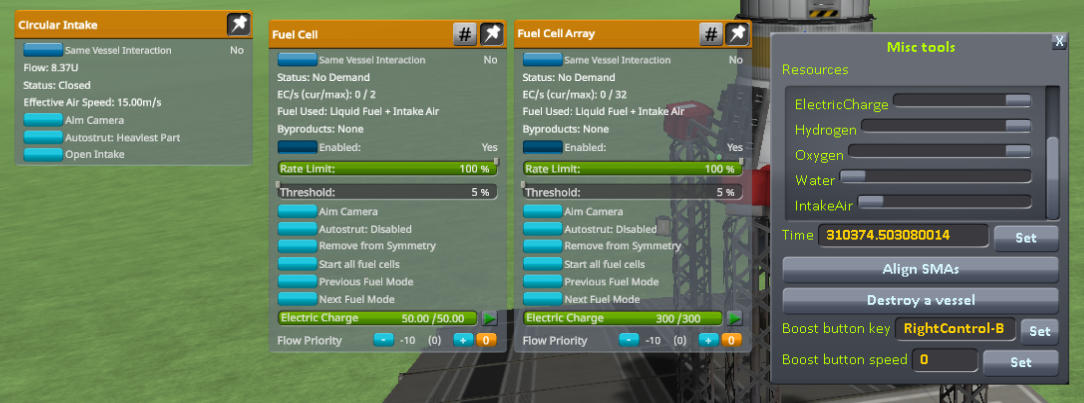 Circular Intake
Same Vessel Interaction No
Flow: 8.37U
Status: Closed
Effective Air Speed: 15.00m/s
Aim Camera
Autostrut: Heaviest Part
Open Intake
Fuel Cell #
Same Vessel Interaction No
Status: No Demand
EC/s (cur/max): 0 / 2
Fuel Used: Liquid Fuel + Intake Air
Byproducts: None
Enabled: Yes
Rate Limit: 100 %
Threshold: 5 %
Aim Camera
Autostrut: Disabled
Remove from Symmetry
Start all fuel cells
Previous Fuel Mode
Next Fuel Mode
Electric Charge 50.00 /50.00
Flow Priority - -10 (0) + 0
Fuel Cell Array #
Same Vessel Interaction No
Status: No Demand
EC/s (cur/max): 0 / 32
Fuel Used: Liquid Fuel + Intake Air
Byproducts: None
Enabled: Yes
Rate Limit: 100 %
Threshold: 5 %
Aim Camera
Autostrut: Disabled
Remove from Symmetry
Start all fuel cells
Previous Fuel Mode
Next Fuel Mode
Electric Charge 300 /300
Flow Priority - -10 (0) + 0
Misc tools X
Resources
ElectricCharge
Hydrogen
Oxygen
Water
IntakeAir
Time 310374.503080014 Set
Align SMAs
Destroy a vessel
Boost button key RightControl-B Set
Boost button speed 0 Set